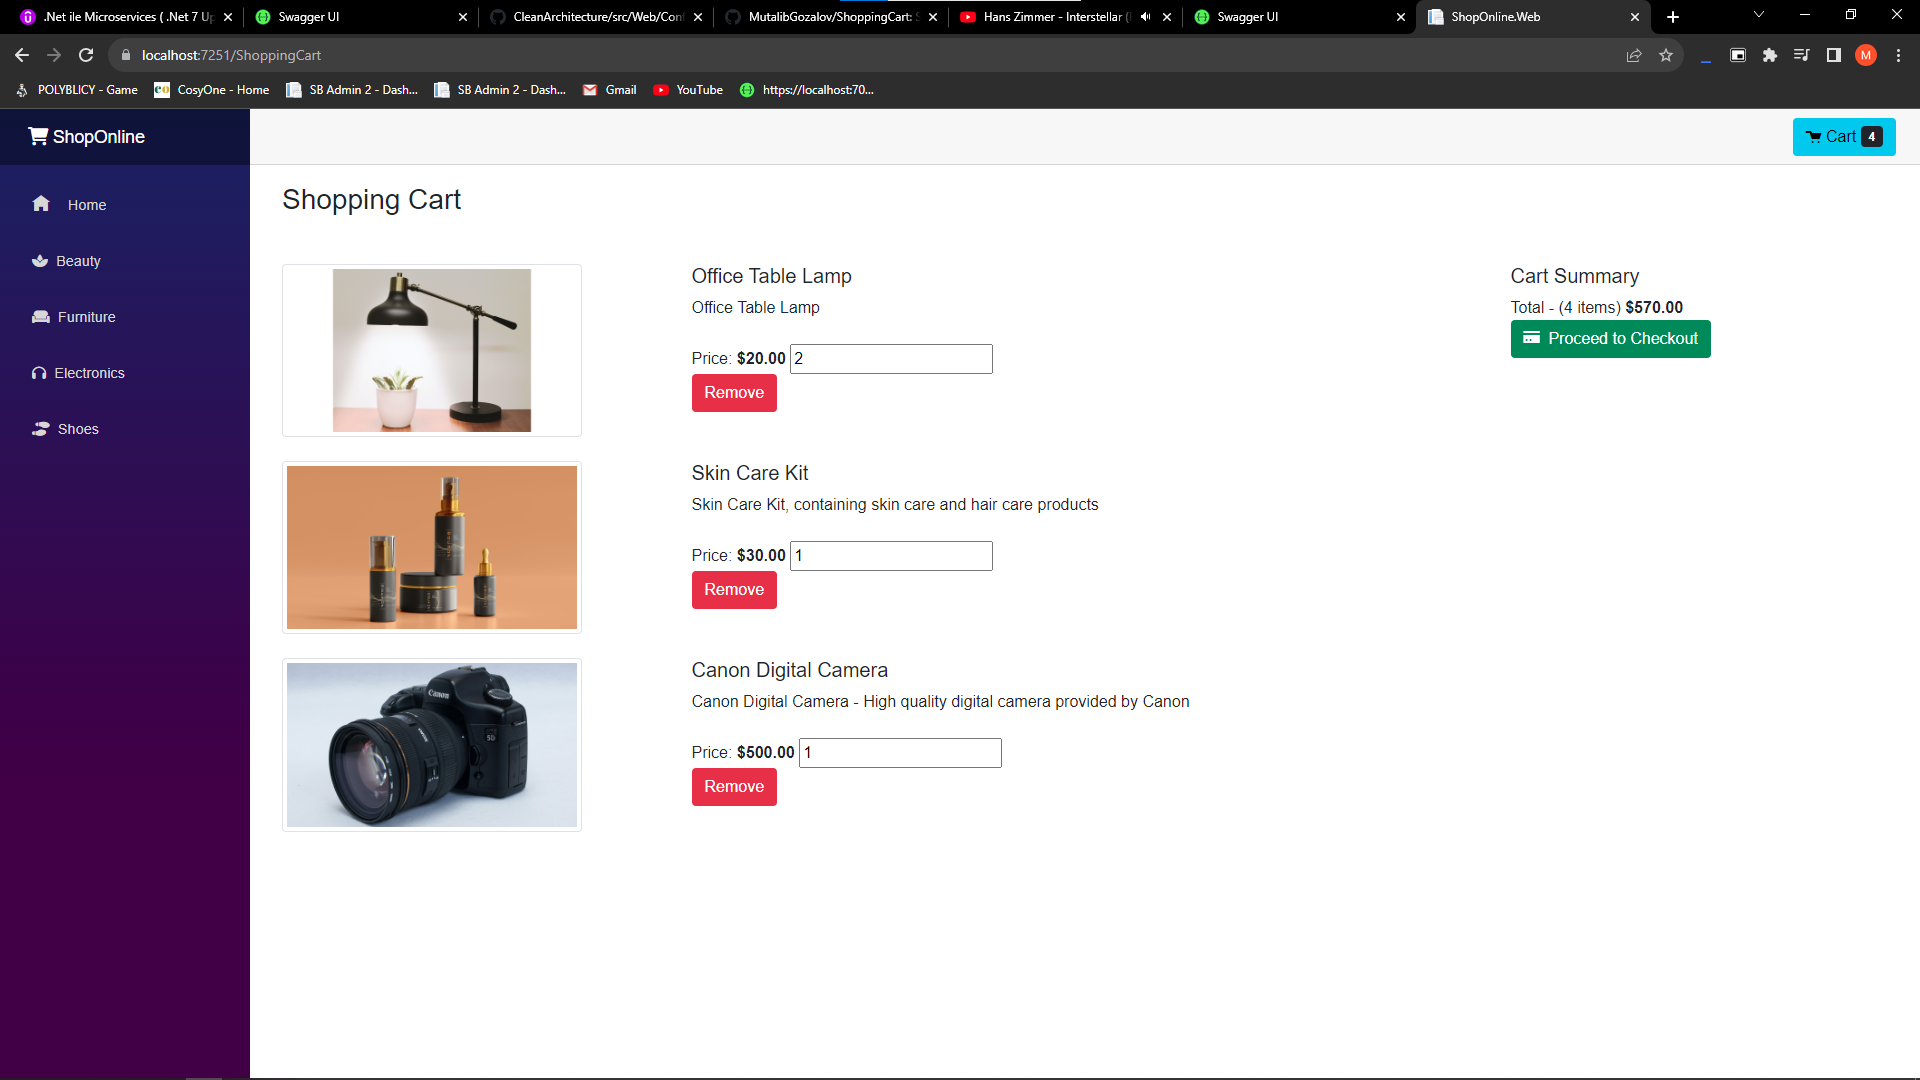 .Net ile Microservices ( .Net 7 Up
Swagger UI
CleanArchitecture/src/Web/Cont
MutalibGozalov/ShoppingCart: S
Hans Zimmer - Interstellar (
Swagger UI
ShopOnline.Web
localhost:7251/ShoppingCart
M
POLYBLICY - Game
CosyOne - Home
SB Admin 2 - Dash...
SB Admin 2 - Dash...
Gmail
YouTube
https://localhost:70...
ShopOnline
Cart 4
Home
Beauty
Furniture
Electronics
Shoes
Shopping Cart
Office Table Lamp
Office Table Lamp
Price: $20.00 2
Remove
Skin Care Kit
Skin Care Kit, containing skin care and hair care products
Price: $30.00 1
Remove
Canon
5D
Canon Digital Camera
Canon Digital Camera - High quality digital camera provided by Canon
Price: $500.00 1
Remove
Cart Summary
Total - (4 items) $570.00
Proceed to Checkout